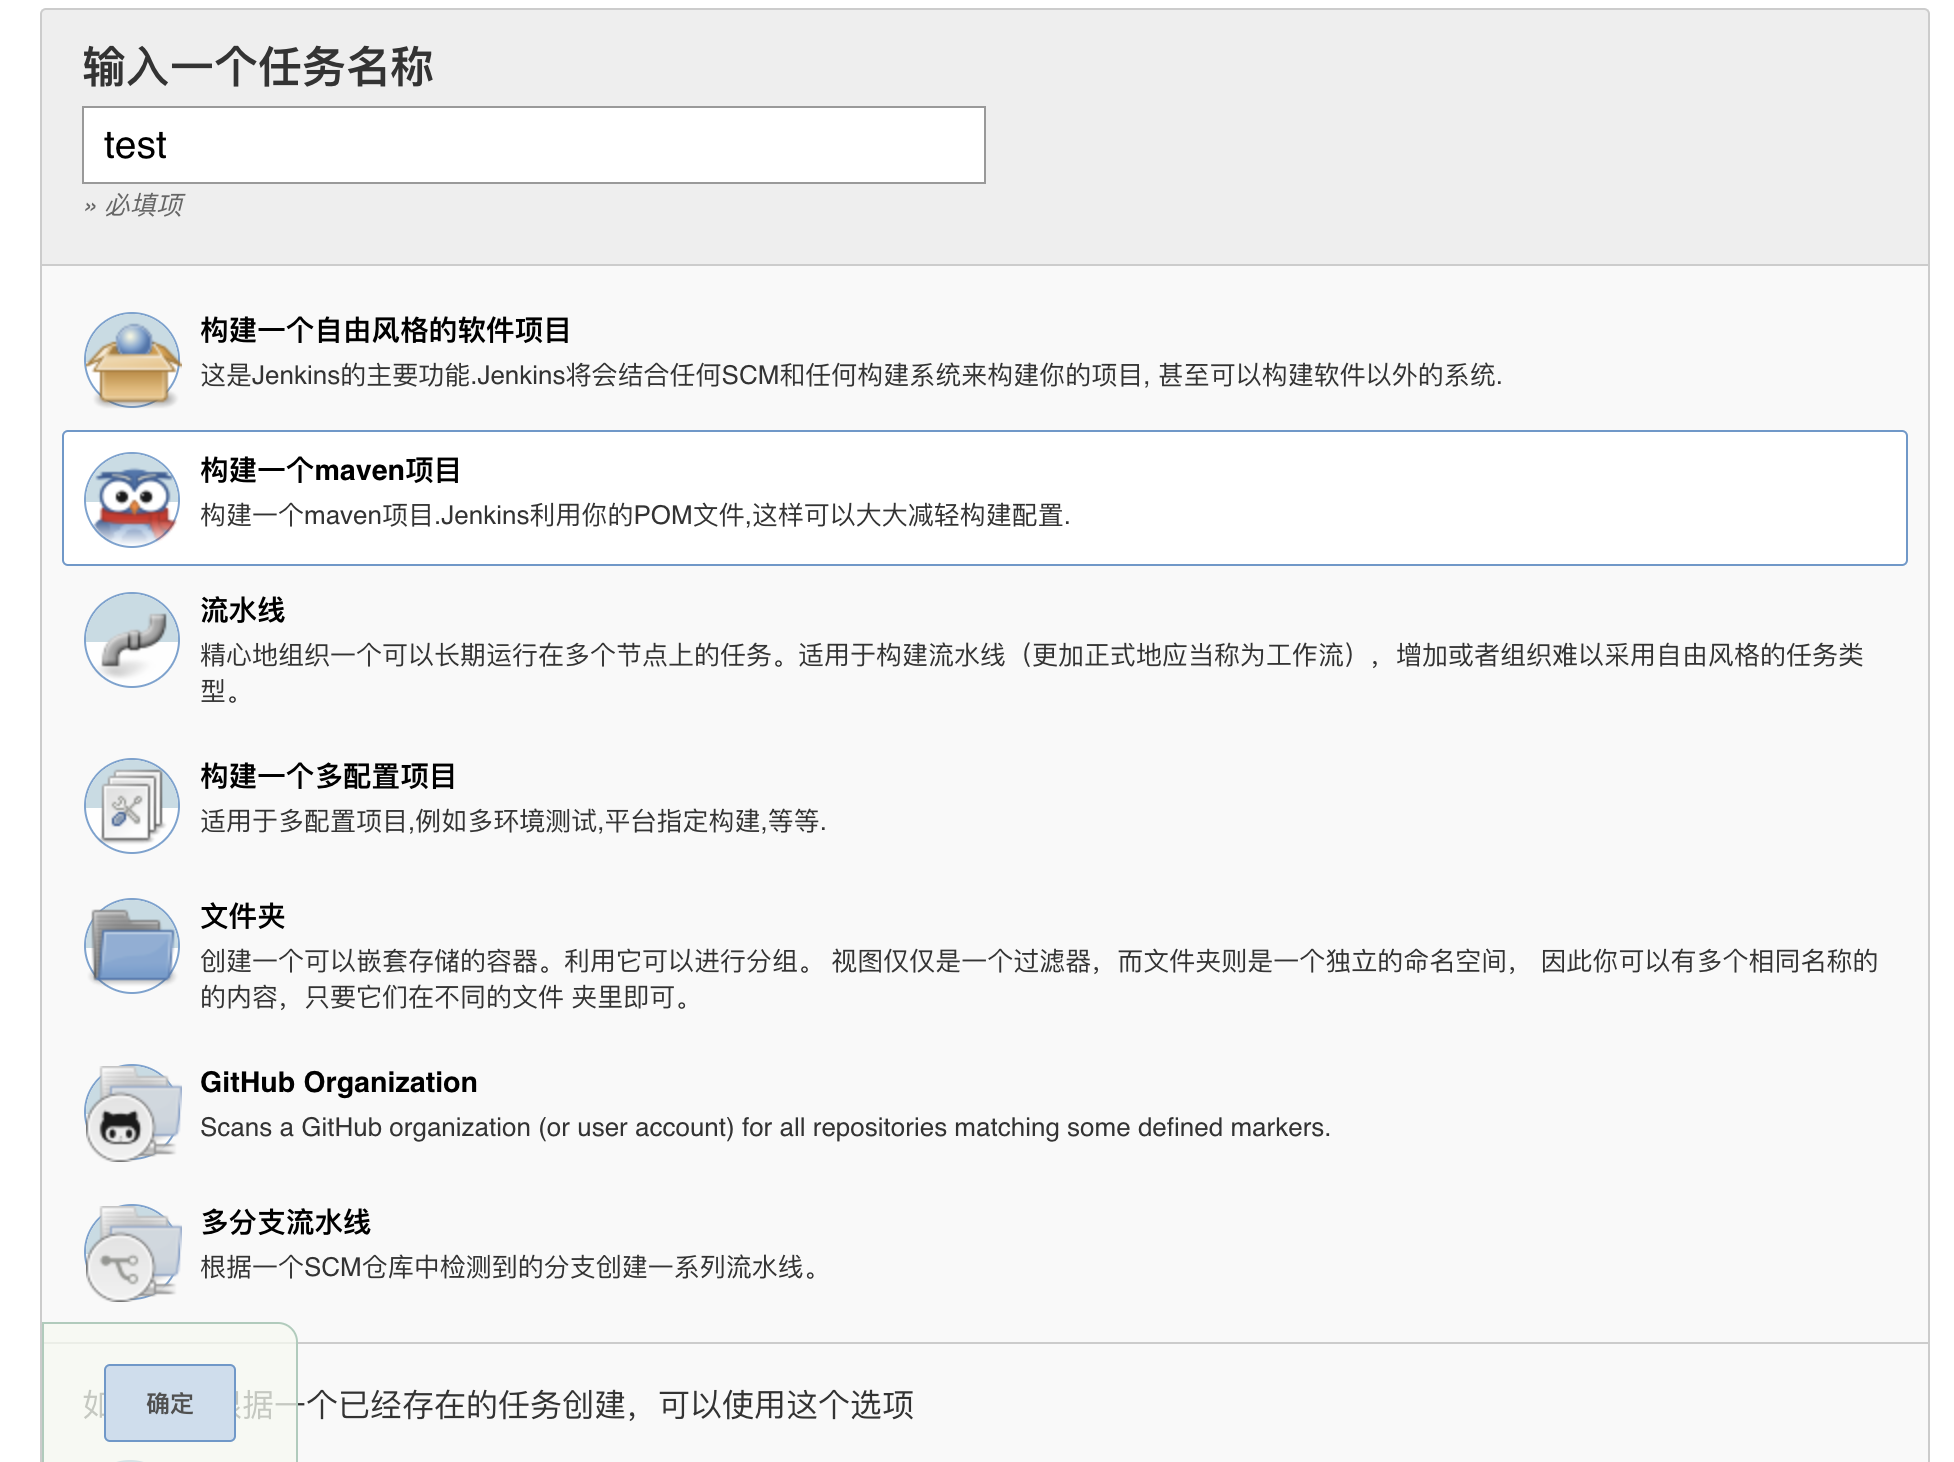 输入一个任务名称
test
» 必填项
构建一个自由风格的软件项目
这是Jenkins的主要功能.Jenkins将会结合任何SCM和任何构建系统来构建你的项目, 甚至可以构建软件以外的系统.
构建一个maven项目
构建一个maven项目.Jenkins利用你的POM文件,这样可以大大减轻构建配置.
流水线
精心地组织一个可以长期运行在多个节点上的任务。适用于构建流水线（更加正式地应当称为工作流），增加或者组织难以采用自由风格的任务类
型。
构建一个多配置项目
适用于多配置项目,例如多环境测试,平台指定构建,等等.
文件夹
创建一个可以嵌套存储的容器。利用它可以进行分组。 视图仅仅是一个过滤器，而文件夹则是一个独立的命名空间， 因此你可以有多个相同名称的
的内容，只要它们在不同的文件 夹里即可。
GitHub Organization
Scans a GitHub organization (or user account) for all repositories matching some defined markers.
多分支流水线
根据一个SCM仓库中检测到的分支创建一系列流水线。
如 据一个已经存在的任务创建，可以使用这个选项
确定